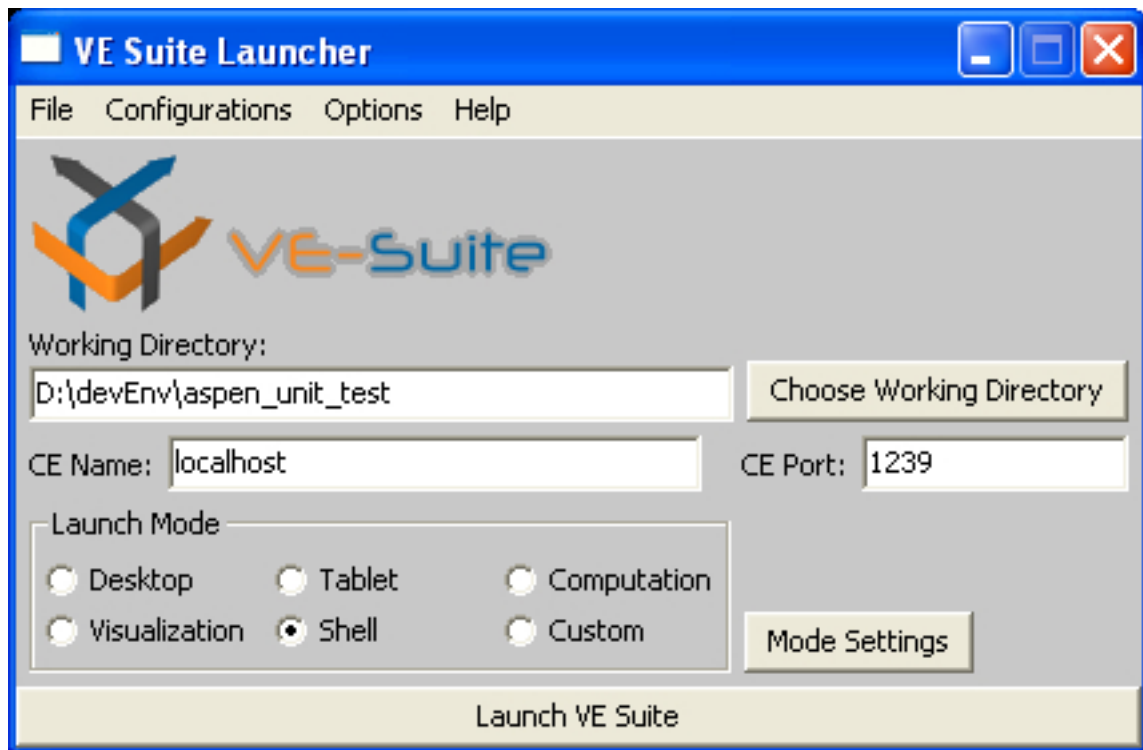 VE Suite Launcher
File Configurations Options Help
VE-Suite
Working Directory:
D:\devEnv\aspen_unit_test Choose Working Directory
CE Name: localhost CE Port: 1239
Launch Mode
Desktop Tablet Computation
Visualization Shell Custom
Mode Settings
Launch VE Suite